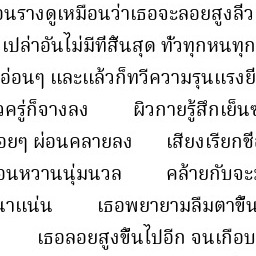 อนรางดูเหมือนว่าเธอจะลอยสูงลิ่ว
เปล่าอันไม่มีที่สิ้นสุด ทั่วทุกหนทุก
อ่อนๆ และแล้วก็ทวีความรุนแรงยิ่
ครู่ก็จางลง ผิวกายรู้สึกเย็น
ผ่อนคลายลง เสียงเรียกชื่
อนหวานนุ่มนวล คล้ายกับจะ
นาแน่น เธอพยายามลืมตาขึ้น
เธอลอยสูงขึ้นไปอีก จนเกือบ